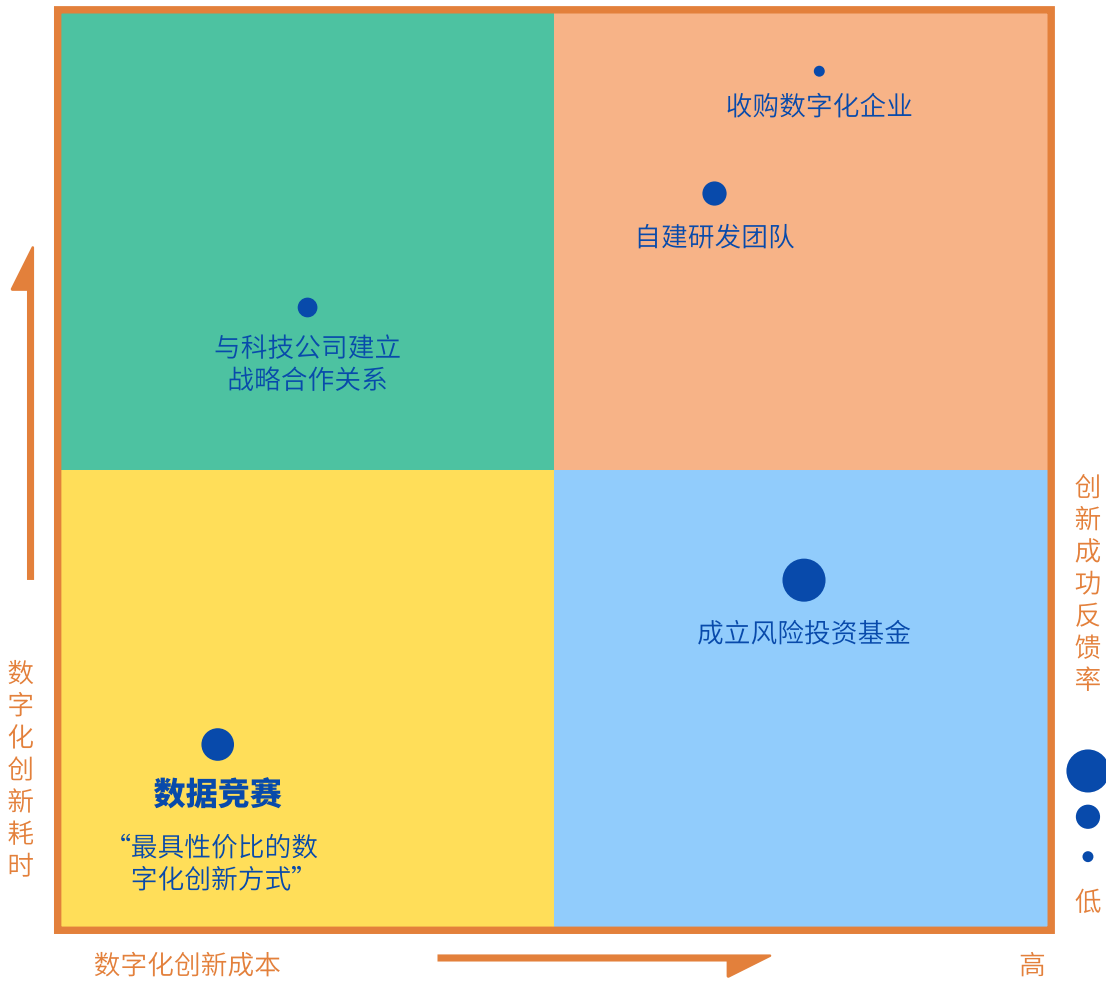 收购数字化企业
自建研发团队
与科技公司建立
战略合作关系
创新成功反馈率
成立风险投资基金
数字化创新耗时
数据竞赛
“最具性价比的数
字化创新方式”
低
数字化创新成本
高